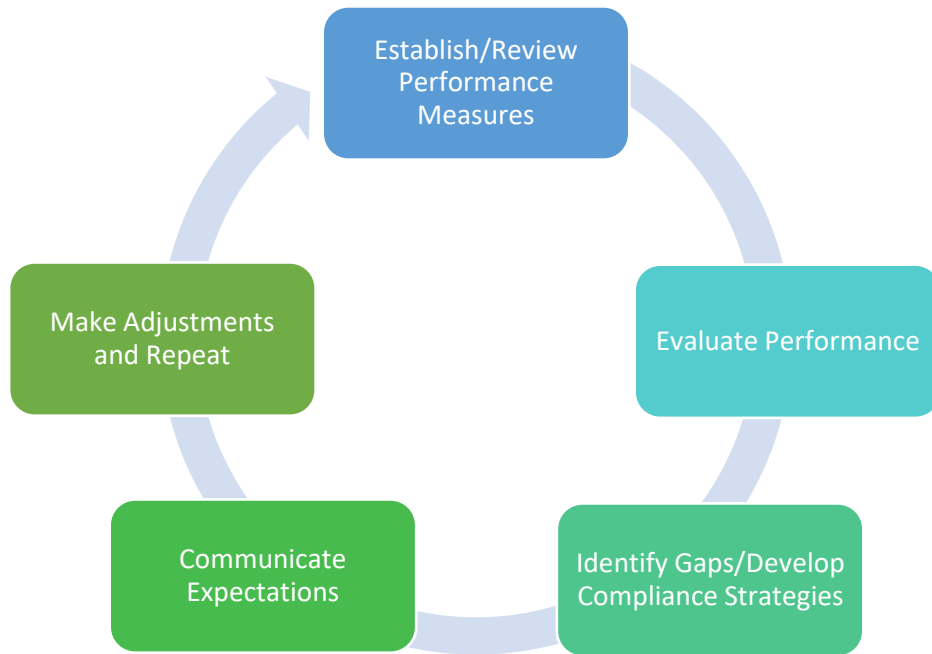 Establish/Review
Performance
Measures
Evaluate Performance
Identify Gaps/Develop
Compliance Strategies
Communicate
Expectations
Make Adjustments
and Repeat